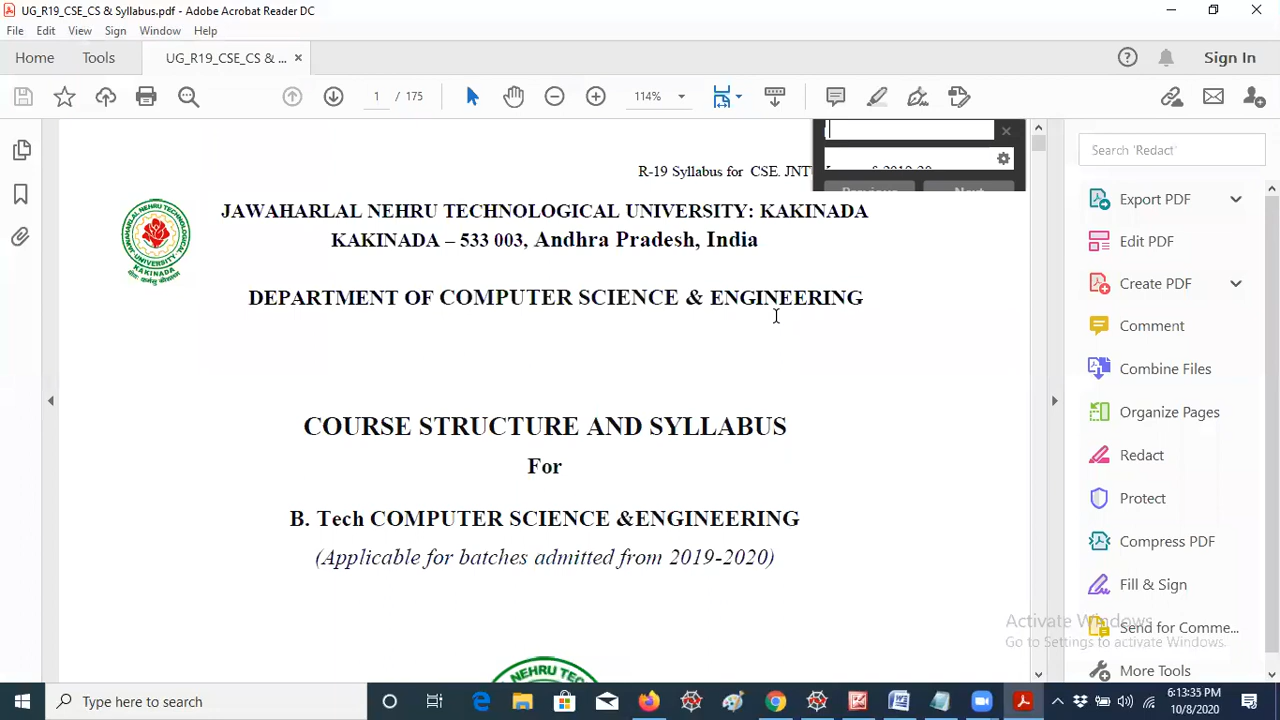 UG_R19_CSE_CS & Syllabus.pdf - Adobe Acrobat Reader DC
File Edit View Sign Window Help
Home Tools UG_R19_CSE_CS & ... × Sign In
1 / 175 114%
Search 'Redact'
R-19 Syllabus for CSE. JNTU
Previous Next
JAWAHARLAL NEHRU TECHNOLOGICAL UNIVERSITY: KAKINADA
KAKINADA – 533 003, Andhra Pradesh, India
DEPARTMENT OF COMPUTER SCIENCE & ENGINEERING
COURSE STRUCTURE AND SYLLABUS
For
B. Tech COMPUTER SCIENCE &ENGINEERING
(Applicable for batches admitted from 2019-2020)
NEHRU TE
Export PDF
Edit PDF
Create PDF
Comment
Combine Files
Organize Pages
Redact
Protect
Compress PDF
Fill & Sign
Send for Comme...
More Tools
Activate Windows
Go to Settings to activate Windows.
Type here to search
6:13:35 PM
10/8/2020